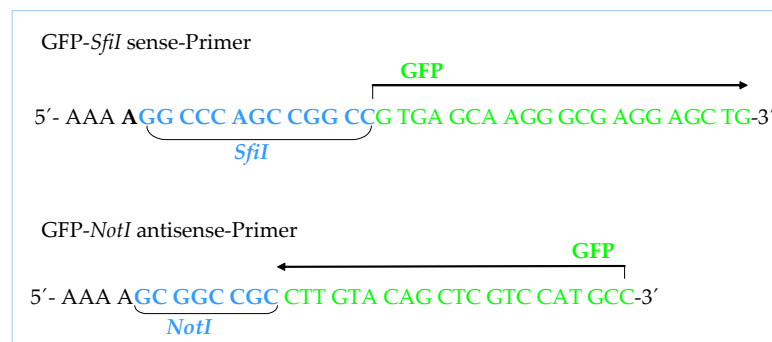 GFP-SfiI sense-Primer
GFP
5′- AAA AGG CCC AGC CGG CCG TGA GCA AGG GCG AGG AGC TG-3′
SfiI
GFP-NotI antisense-Primer
GFP
5′- AAA AGC GGC CGC CTT GTA CAG CTC GTC CAT GCC-3′
NotI